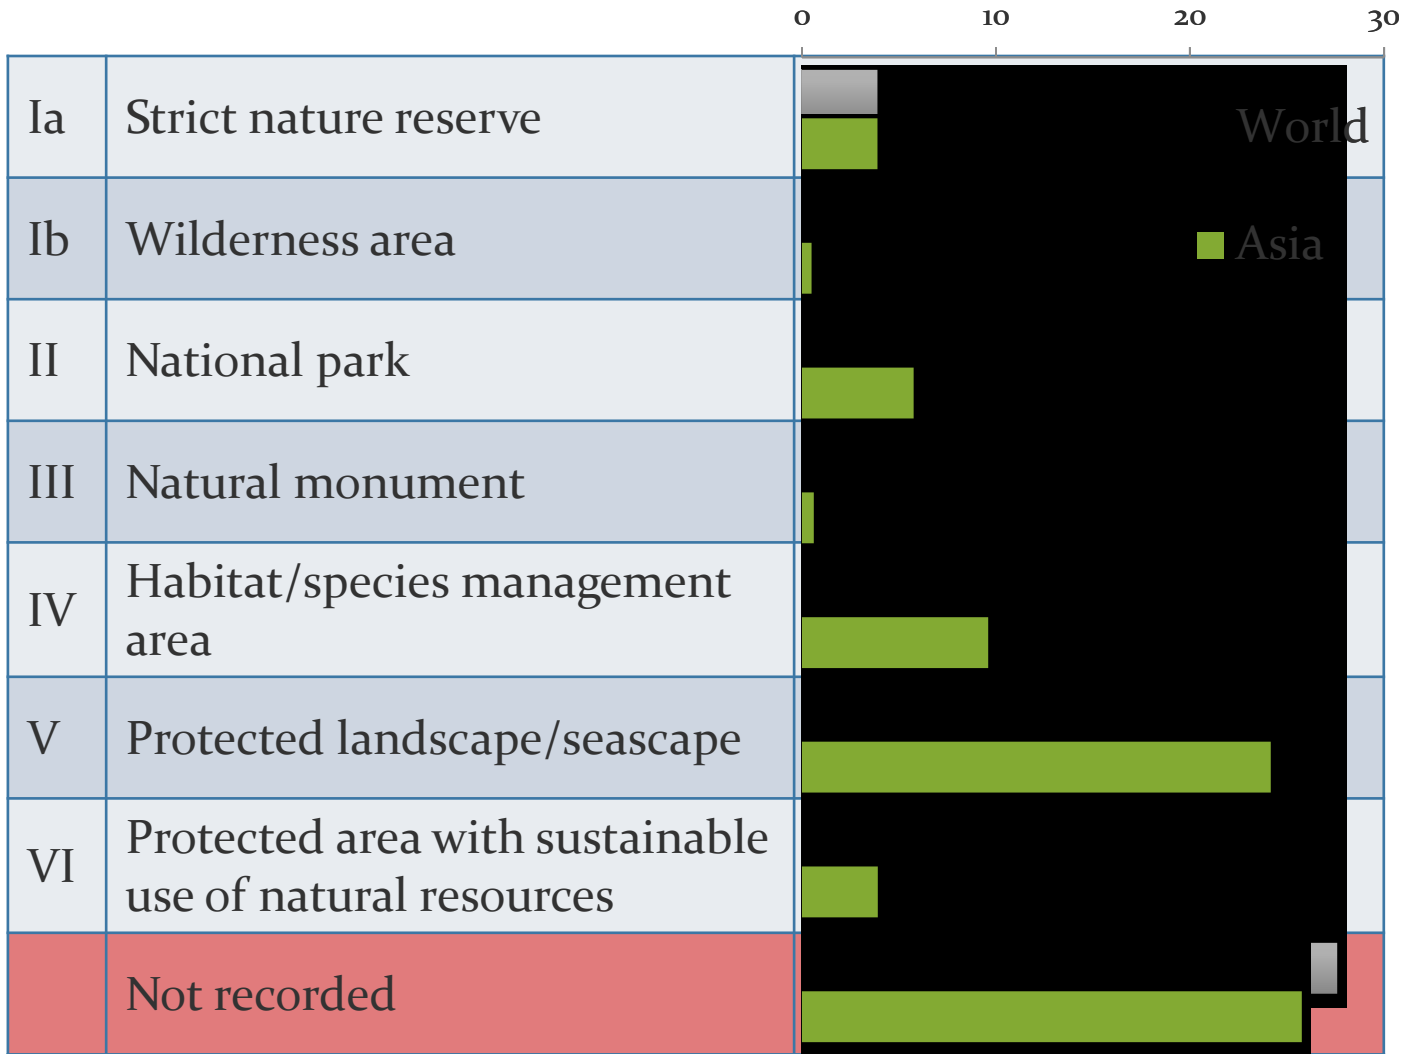 0 10 20 30
Ia Strict nature reserve
World
Ib Wilderness area
Asia
II National park
III Natural monument
IV Habitat/species management
area
V Protected landscape/seascape
VI Protected area with sustainable
use of natural resources
Not recorded